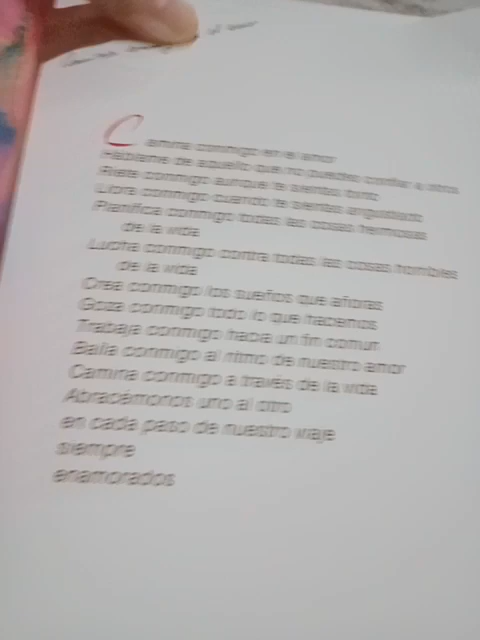 Camina conmigo en el amor
Háblame de aquello que no puedes confiar a otros
Ríete conmigo aunque te sientas tonto
Llora conmigo cuando te sientas angustiado
Planifica conmigo todas las cosas hermosas
de la vida
Lucha conmigo contra todas las cosas horribles
de la vida
Crea conmigo los sueños que añoras
Goza conmigo todo lo que hacemos
Trabaja conmigo hacia un fin común
Baila conmigo al ritmo de nuestro amor
Camina conmigo a través de la vida
Abracémonos uno al otro
en cada paso de nuestro viaje
siempre
enamorados